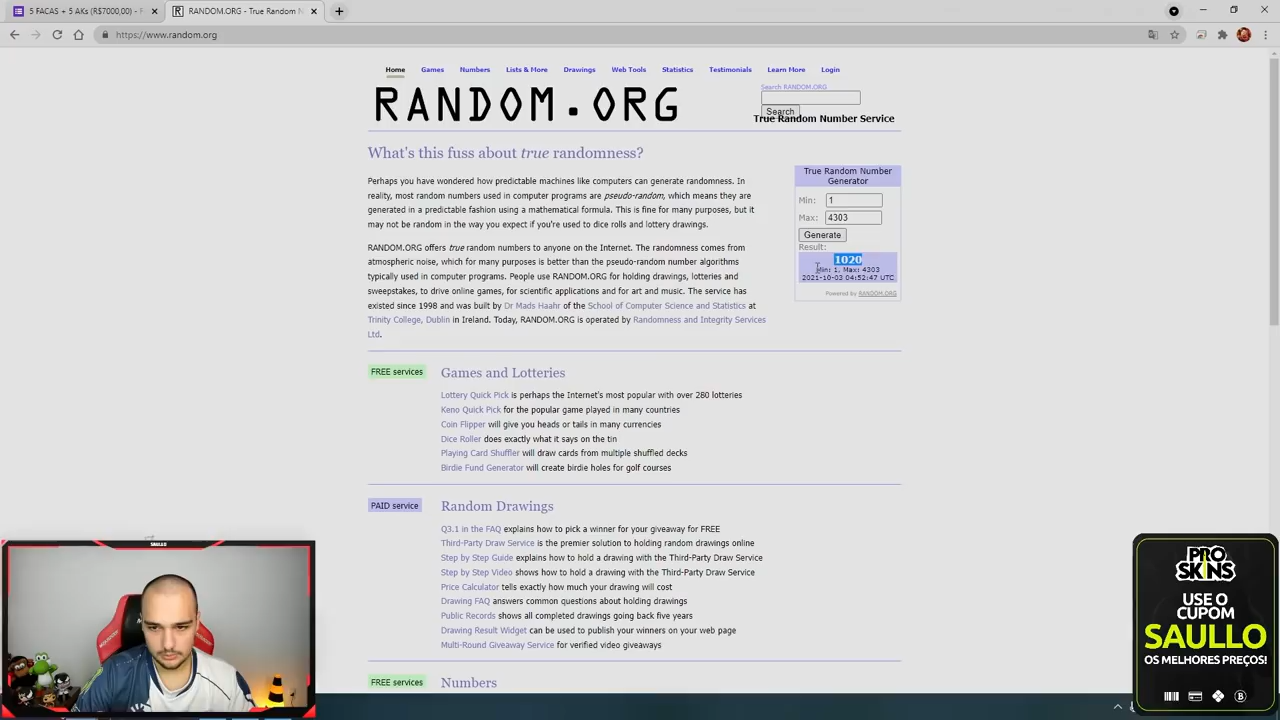 5 FACAS + 5 AKs (R$7000,00) - Fo
RANDOM.ORG - True Random N
https://www.random.org
Home Games Numbers Lists & More Drawings Web Tools Statistics Testimonials Learn More Login
Search RANDOM.ORG
RANDOM.ORG
Search
True Random Number Service
What's this fuss about true randomness?
Perhaps you have wondered how predictable machines like computers can generate randomness. In
reality, most random numbers used in computer programs are pseudo-random, which means they are
generated in a predictable fashion using a mathematical formula. This is fine for many purposes, but it
may not be random in the way you expect if you're used to dice rolls and lottery drawings.
RANDOM.ORG offers true random numbers to anyone on the Internet. The randomness comes from
atmospheric noise, which for many purposes is better than the pseudo-random number algorithms
typically used in computer programs. People use RANDOM.ORG for holding drawings, lotteries and
sweepstakes, to drive online games, for scientific applications and for art and music. The service has
existed since 1998 and was built by Dr Mads Haahr of the School of Computer Science and Statistics at
Trinity College, Dublin in Ireland. Today, RANDOM.ORG is operated by Randomness and Integrity Services
Ltd.
True Random Number
Generator
Min: 1
Max: 4303
Generate
Result:
1020
Min: 1, Max: 4303
2021-10-03 04:52:47 UTC
Powered by RANDOM.ORG
FREE services
Games and Lotteries
Lottery Quick Pick is perhaps the Internet's most popular with over 280 lotteries
Keno Quick Pick for the popular game played in many countries
Coin Flipper will give you heads or tails in many currencies
Dice Roller does exactly what it says on the tin
Playing Card Shuffler will draw cards from multiple shuffled decks
Birdie Fund Generator will create birdie holes for golf courses
PAID service
Random Drawings
Q3.1 in the FAQ explains how to pick a winner for your giveaway for FREE
Third-Party Draw Service is the premier solution to holding random drawings online
Step by Step Guide explains how to hold a drawing with the Third-Party Draw Service
Step by Step Video shows how to hold a drawing with the Third-Party Draw Service
Price Calculator tells exactly how much your drawing will cost
Drawing FAQ answers common questions about holding drawings
Public Records shows all completed drawings going back five years
Drawing Result Widget can be used to publish your winners on your web page
Multi-Round Giveaway Service for verified video giveaways
FREE services
Numbers
SAULLO
PRO
SKINS
USE O
CUPOM
SAULLO
OS MELHORES PREÇOS!